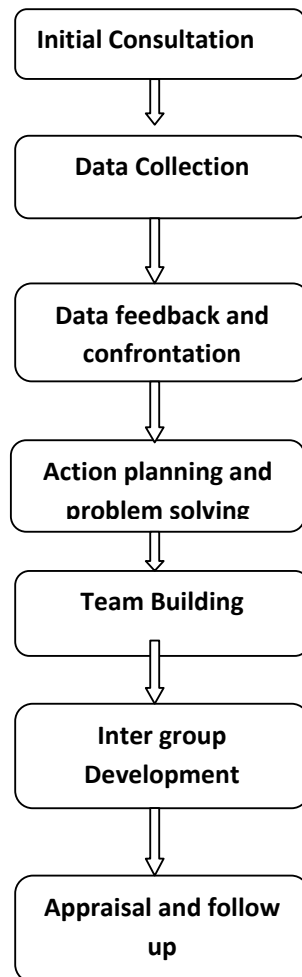 Initial Consultation
Data Collection
Data feedback and
confrontation
Action planning and
problem solving
Team Building
Inter group
Development
Appraisal and follow
up